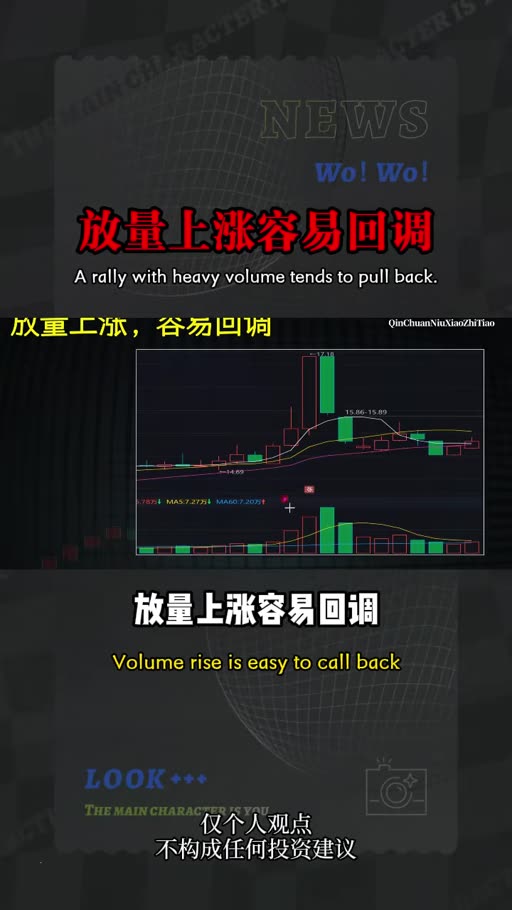 THE MAIN CHARACTER IS
NEWS
Wo! Wo!
放量上涨容易回调
A rally with heavy volume tends to pull back.
放量上涨，容易回调
QinChuanNiuXiaoZhiTiao
17.18
15.86-15.89
14.69
MA5:7.27万 MA60:7.20万
放量上涨容易回调
Volume rise is easy to call back
LOOK+++
THE MAIN CHARACTER IS YOU
仅个人观点
不构成任何投资建议